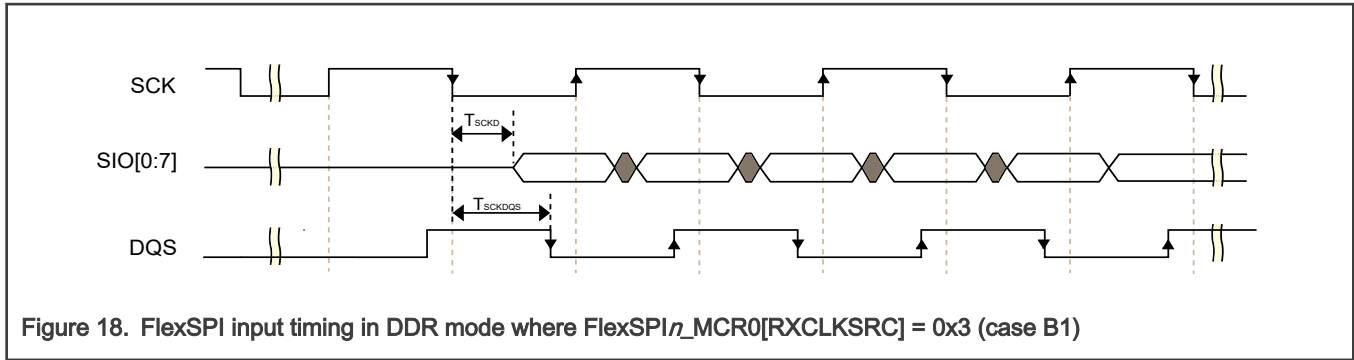 SCK
TSCKD
SIO[0:7]
TSCKDQS
DQS
Figure 18. FlexSPI input timing in DDR mode where FlexSPIn_MCR0[RXCLKSRC] = 0x3 (case B1)